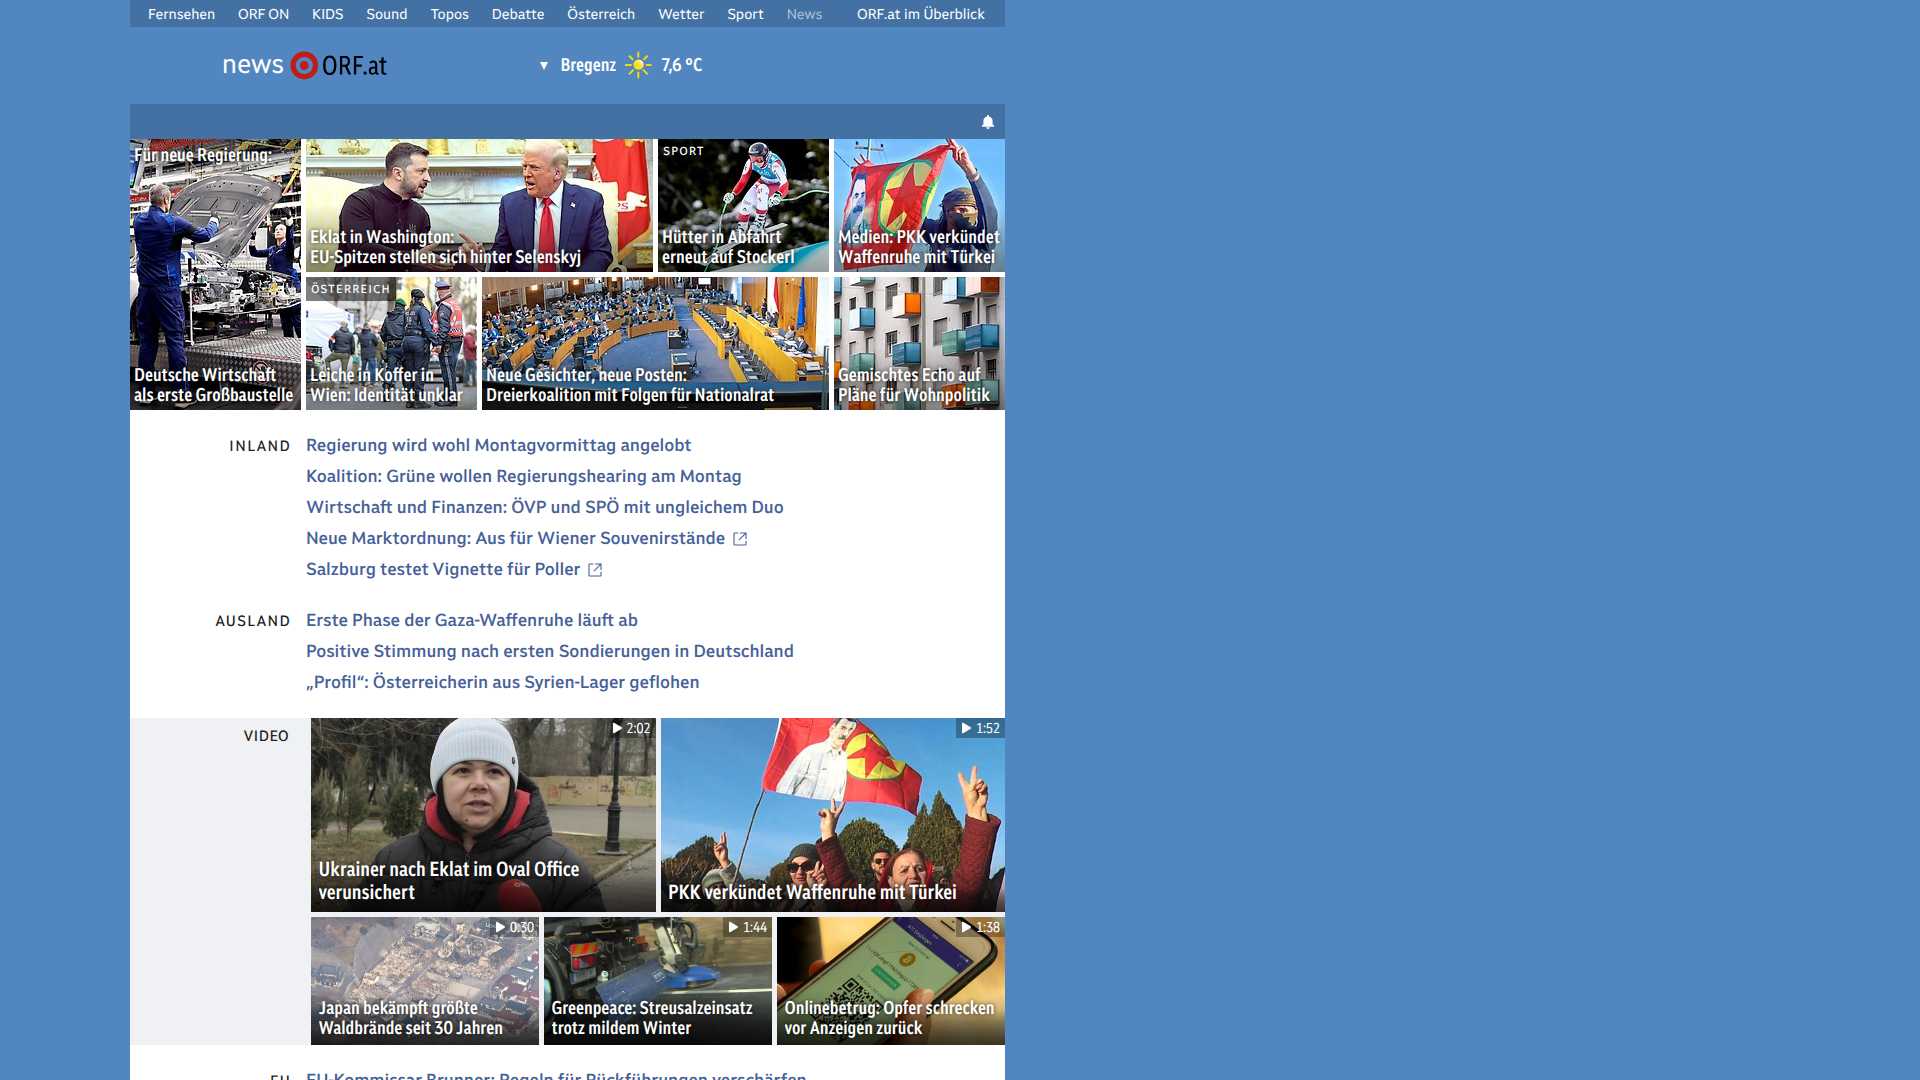 Fernsehen ORF ON KIDS Sound Topos Debatte Österreich Wetter Sport News ORF.at im Überblick
news ORF.at
Bregenz 7,6 °C
Für neue Regierung:
Deutsche Wirtschaft
als erste Großbaustelle
Eklat in Washington:
EU-Spitzen stellen sich hinter Selenskyj
SPORT
Hütter in Abfahrt
erneut auf Stockerl
Medien: PKK verkündet
Waffenruhe mit Türkei
ÖSTERREICH
Leiche in Koffer in
Wien: Identität unklar
Neue Gesichter, neue Posten:
Dreierkoalition mit Folgen für Nationalrat
Gemischtes Echo auf
Pläne für Wohnpolitik
INLAND
Regierung wird wohl Montagvormittag angelobt
Koalition: Grüne wollen Regierungshearing am Montag
Wirtschaft und Finanzen: ÖVP und SPÖ mit ungleichem Duo
Neue Marktordnung: Aus für Wiener Souvenirstände
Salzburg testet Vignette für Poller
AUSLAND
Erste Phase der Gaza-Waffenruhe läuft ab
Positive Stimmung nach ersten Sondierungen in Deutschland
„Profil“: Österreicherin aus Syrien-Lager geflohen
VIDEO
2:02
Ukrainer nach Eklat im Oval Office
verunsichert
1:52
PKK verkündet Waffenruhe mit Türkei
0:30
Japan bekämpft größte
Waldbrände seit 30 Jahren
1:44
Greenpeace: Streusalzeinsatz
trotz mildem Winter
1:38
Onlinebetrug: Opfer schrecken
vor Anzeigen zurück
EU
EU-Kommissar Brunner: Regeln für Rückführungen verschärfen